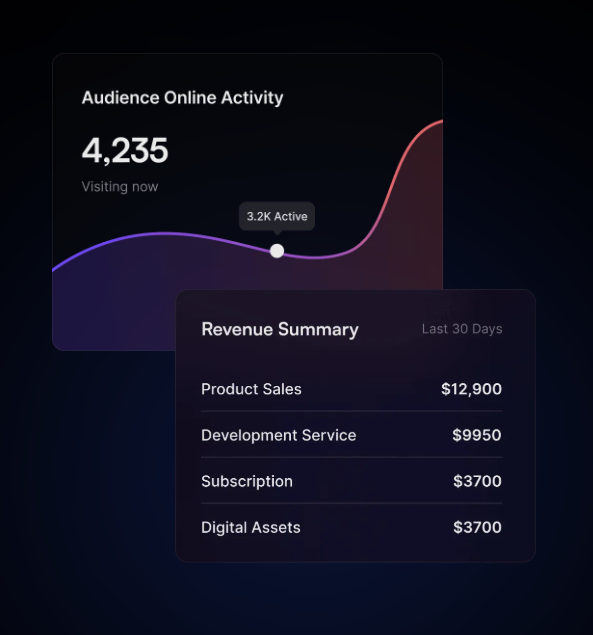 Audience Online Activity
4,235
Visiting now
3.2K Active
Revenue Summary Last 30 Days
Product Sales $12,900
Development Service $9950
Subscription $3700
Digital Assets $3700